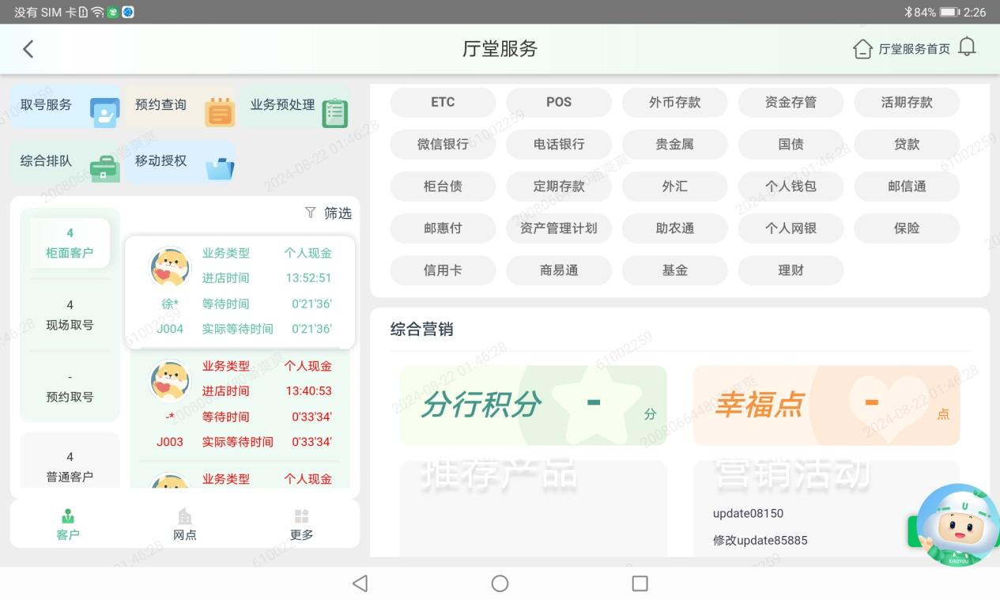 没有 SIM 卡
84% 2:26
厅堂服务
厅堂服务首页
取号服务
预约查询
业务预处理
综合排队
移动授权
筛选
4
柜面客户
4
现场取号
-
预约取号
4
普通客户
业务类型 个人现金
进店时间 13:52:51
徐* 等待时间 0'21'36'
J004 实际等待时间 0'21'36'
业务类型 个人现金
进店时间 13:40:53
-* 等待时间 0'33'34'
J003 实际等待时间 0'33'34'
业务类型 个人现金
客户
网点
更多
ETC POS 外币存款 资金存管 活期存款
微信银行 电话银行 贵金属 国债 贷款
柜台债 定期存款 外汇 个人钱包 邮信通
邮惠付 资产管理计划 助农通 个人网银 保险
信用卡 商易通 基金 理财
综合营销
分行积分 - 分
幸福点 - 点
推荐产品
营销活动
update08150
修改update85885
U
XIAOYOU
61002259
2024-08-22 01:46:28